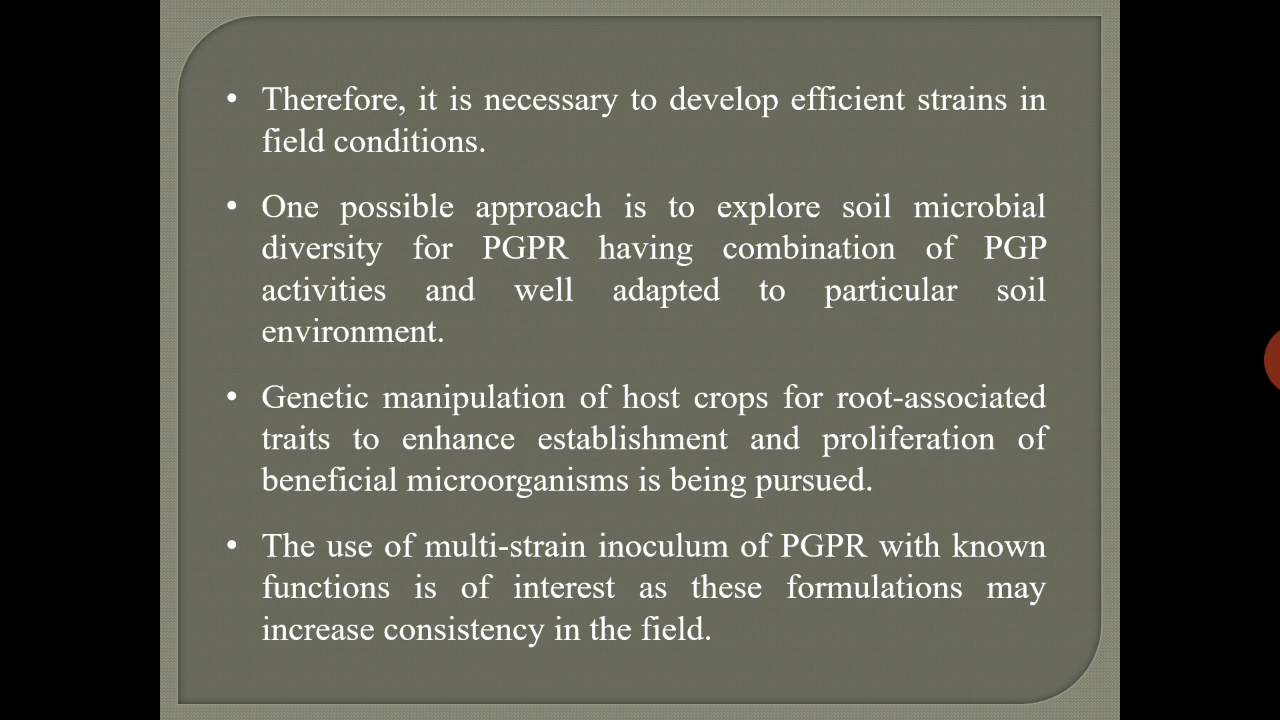 • Therefore, it is necessary to develop efficient strains in
field conditions.
• One possible approach is to explore soil microbial
diversity for PGPR having combination of PGP
activities and well adapted to particular soil
environment.
• Genetic manipulation of host crops for root-associated
traits to enhance establishment and proliferation of
beneficial microorganisms is being pursued.
• The use of multi-strain inoculum of PGPR with known
functions is of interest as these formulations may
increase consistency in the field.